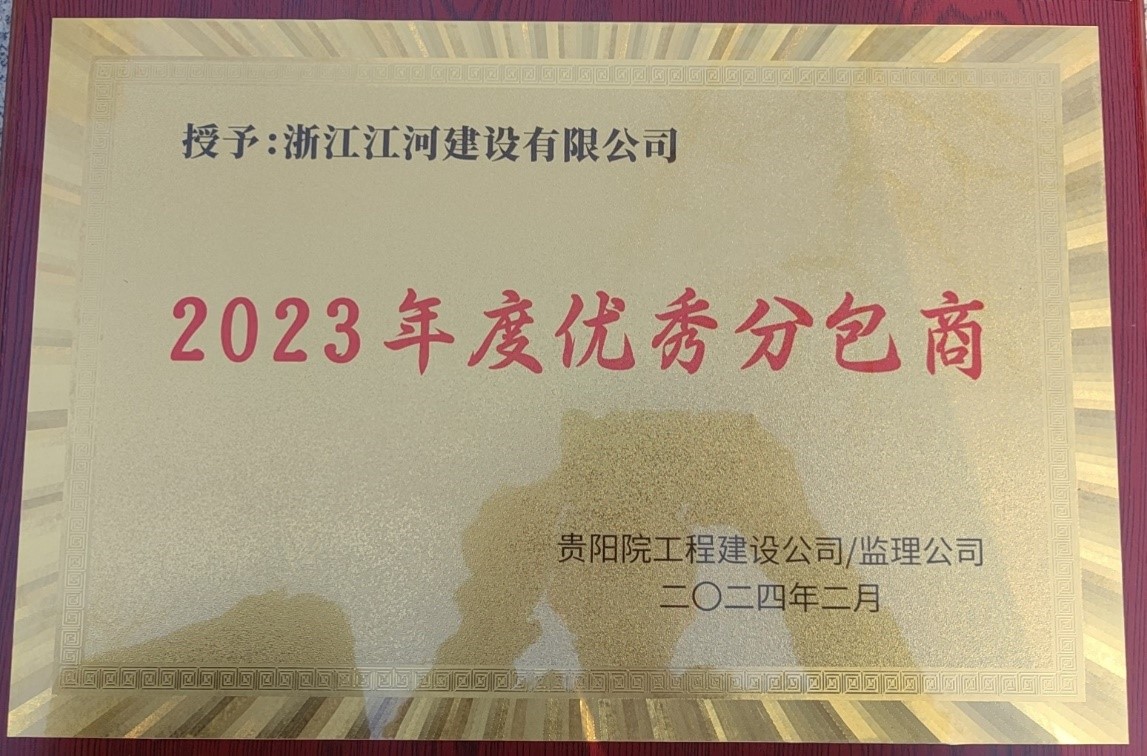 授予:浙江江河建设有限公司
2023年度优秀分包商
贵阳院工程建设公司/监理公司
二〇二四年二月